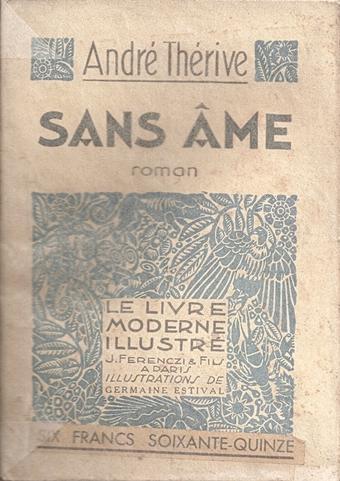 André Thérive
SANS ÂME
roman
LE LIVRE
MODERNE
ILLUSTRÉ
J. FERENCZI & FILS
A PARIS
ILLUSTRATIONS DE
GERMAINE ESTIVAL
SIX FRANCS SOIXANTE-QUINZE